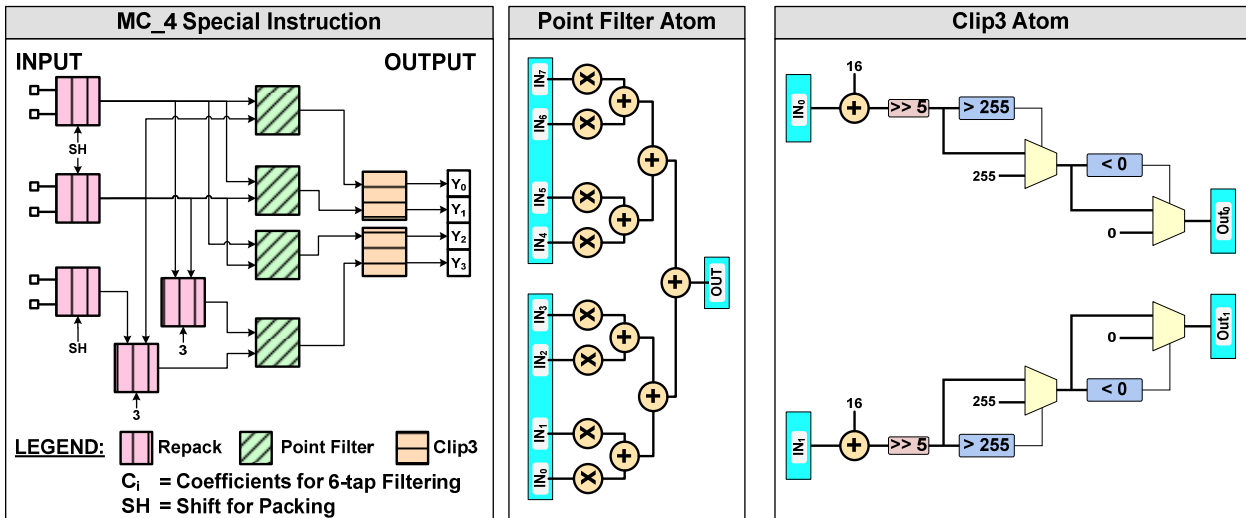 MC_4 Special Instruction
INPUT
OUTPUT
SH
SH
3
3
Y0
Y1
Y2
Y3
LEGEND:
Repack
Point Filter
Clip3
Ci = Coefficients for 6-tap Filtering
SH = Shift for Packing
Point Filter Atom
IN7
IN6
IN5
IN4
IN3
IN2
IN1
IN0
X
X
X
X
X
X
X
X
+
+
+
+
+
+
+
OUT
Clip3 Atom
IN0
16
+
>> 5
> 255
255
< 0
0
Out0
Out1
0
< 0
255
16
IN1
+
>> 5
> 255